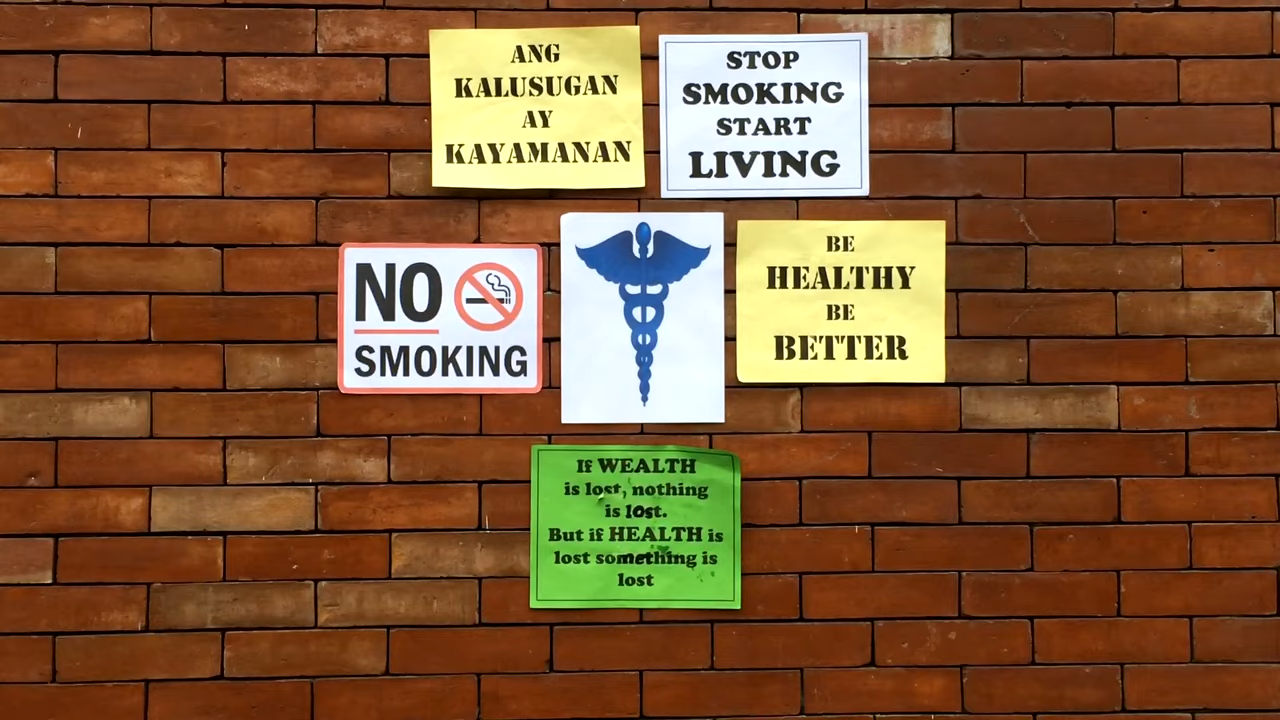 ANG
KALUSUGAN
AY
KAYAMANAN
STOP
SMOKING
START
LIVING
NO
SMOKING
BE
HEALTHY
BE
BETTER
If WEALTH
is lost, nothing
is lost.
But if HEALTH is
lost something is
lost